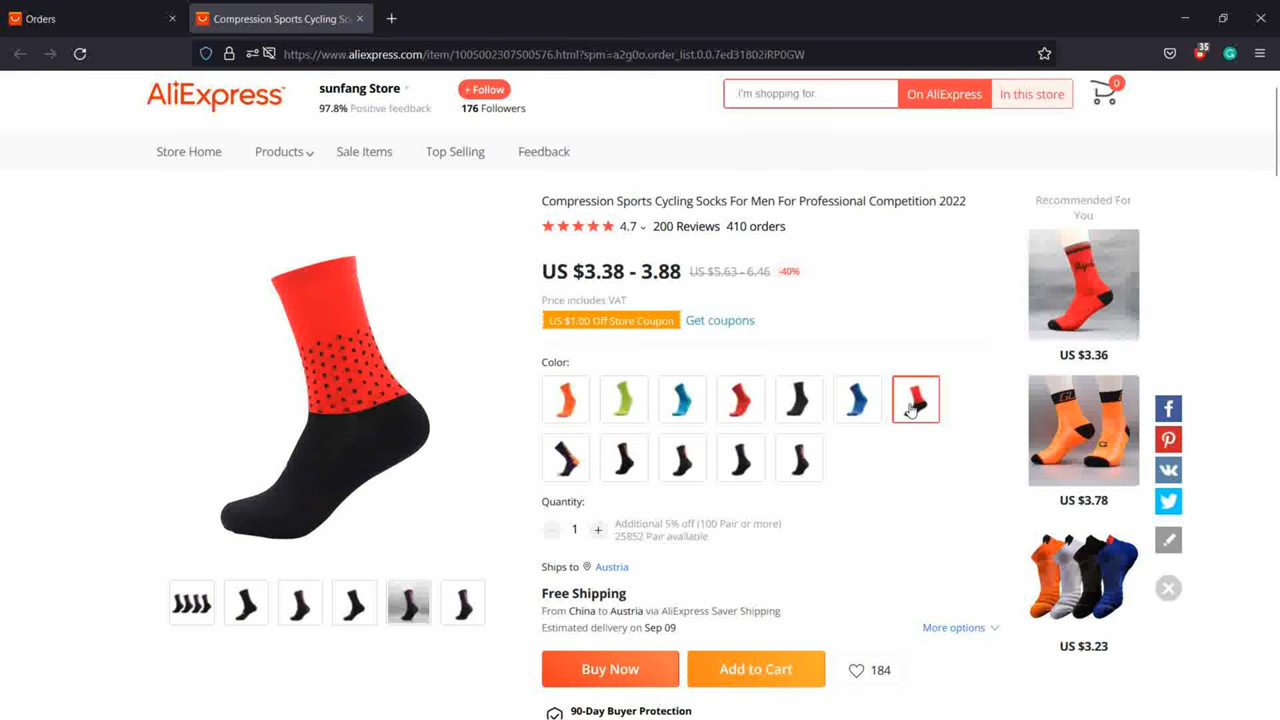 Orders
Compression Sports Cycling So
https://www.aliexpress.com/item/1005002307500576.html?spm=a2g0o.order_list.0.0.7ed31802iRP0GW
35
AliExpress
sunfang Store
97.8% Positive feedback
+ Follow
176 Followers
I'm shopping for.
On AliExpress
In this store
0
Store Home
Products
Sale Items
Top Selling
Feedback
Compression Sports Cycling Socks For Men For Professional Competition 2022
4.7
200 Reviews
410 orders
US $3.38 - 3.88
US $5.63 - 6.46
-40%
Price includes VAT
US $1.00 Off Store Coupon
Get coupons
Color:
Quantity:
1
Additional 5% off (100 Pair or more)
25852 Pair available
Ships to
Austria
Free Shipping
From China to Austria via AliExpress Saver Shipping
Estimated delivery on Sep 09
More options
Buy Now
Add to Cart
184
90-Day Buyer Protection
Recommended For
You
US $3.36
US $3.78
US $3.23